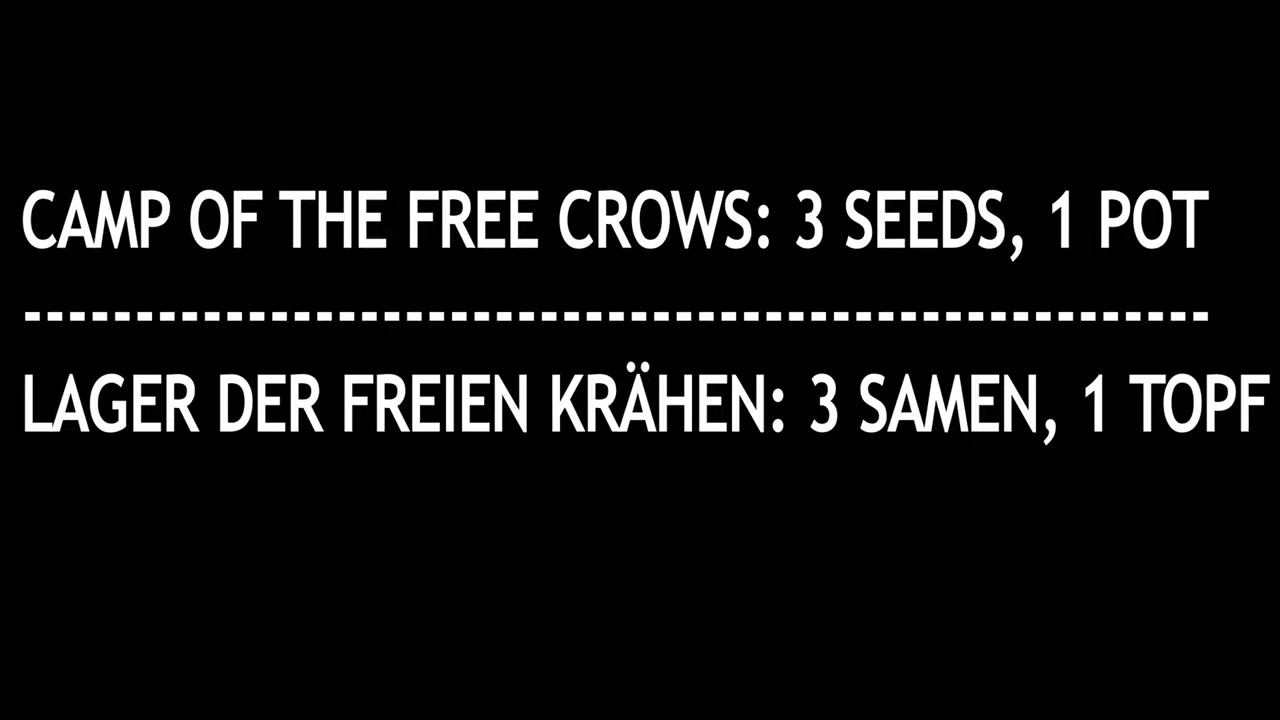 CAMP OF THE FREE CROWS: 3 SEEDS, 1 POT
----------------------------------------------------
LAGER DER FREIEN KRÄHEN: 3 SAMEN, 1 TOPF